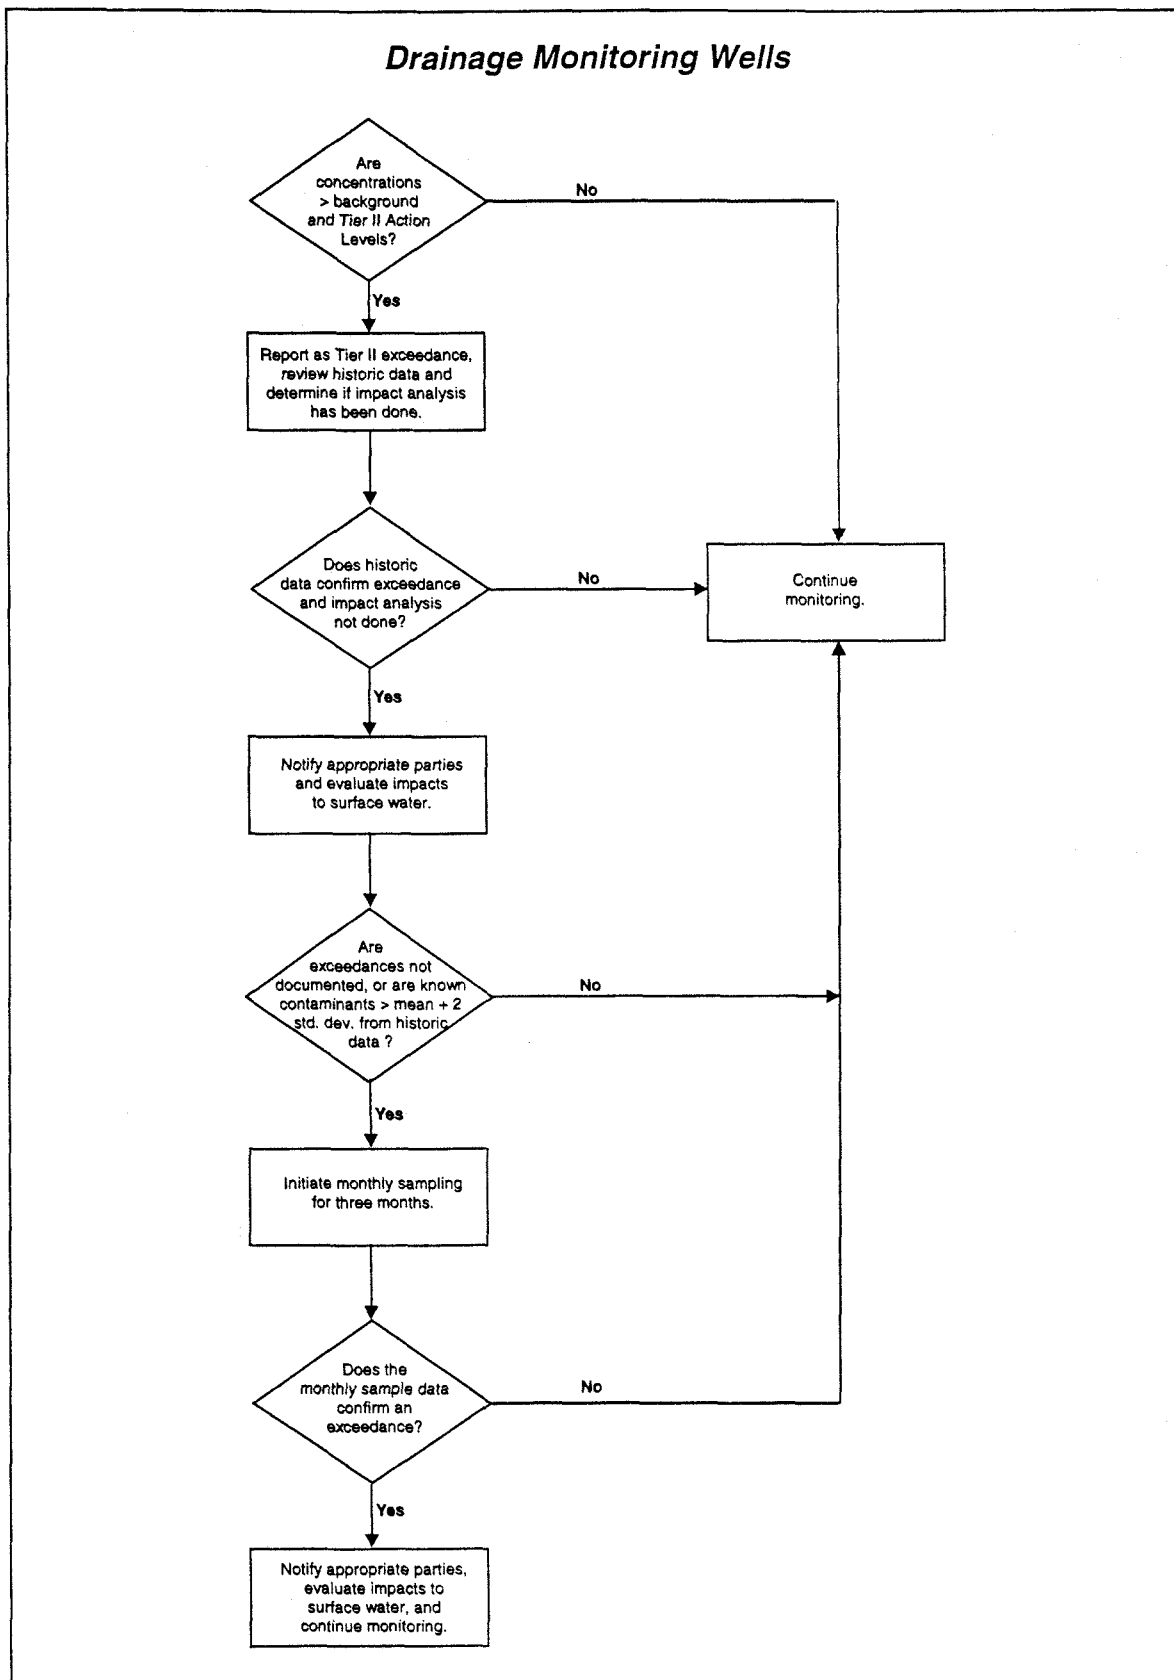 Drainage Monitoring Wells
Are
concentrations
> background
and Tier II Action
Levels?
No
Yes
Report as Tier II exceedance,
review historic data and
determine if impact analysis
has been done.
Does historic
data confirm exceedance
and impact analysis
not done?
No
Continue
monitoring.
Yes
Notify appropriate parties
and evaluate impacts
to surface water.
Are
exceedances not
documented, or are known
contaminants > mean + 2
std. dev. from historic
data ?
No
Yes
Initiate monthly sampling
for three months.
Does the
monthly sample data
confirm an
exceedance?
No
Yes
Notify appropriate parties,
evaluate impacts to
surface water, and
continue monitoring.